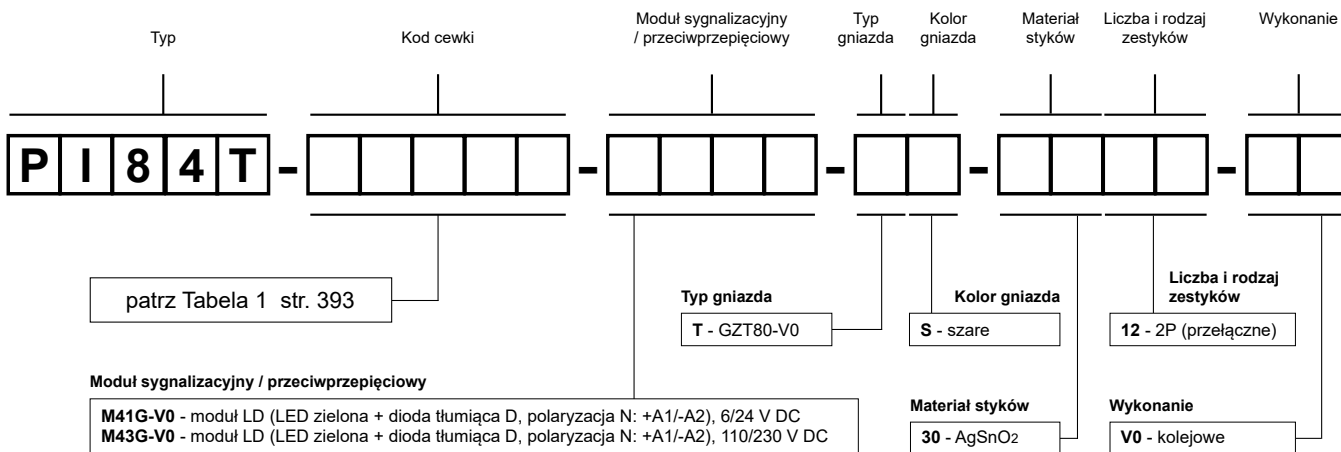 Typ
Kod cewki
Moduł sygnalizacyjny
/ przeciwprzepięciowy
Typ
gniazda
Kolor
gniazda
Materiał
styków
Liczba i rodzaj
zestyków
Wykonanie
PI84T - - - - -
patrz Tabela 1 str. 393
Typ gniazda
T - GZT80-V0
Kolor gniazda
S - szare
Liczba i rodzaj
zestyków
12 - 2P (przełączne)
Moduł sygnalizacyjny / przeciwprzepięciowy
M41G-V0 - moduł LD (LED zielona + dioda tłumiąca D, polaryzacja N: +A1/-A2), 6/24 V DC
M43G-V0 - moduł LD (LED zielona + dioda tłumiąca D, polaryzacja N: +A1/-A2), 110/230 V DC
Materiał styków
30 - AgSnO2
Wykonanie
V0 - kolejowe